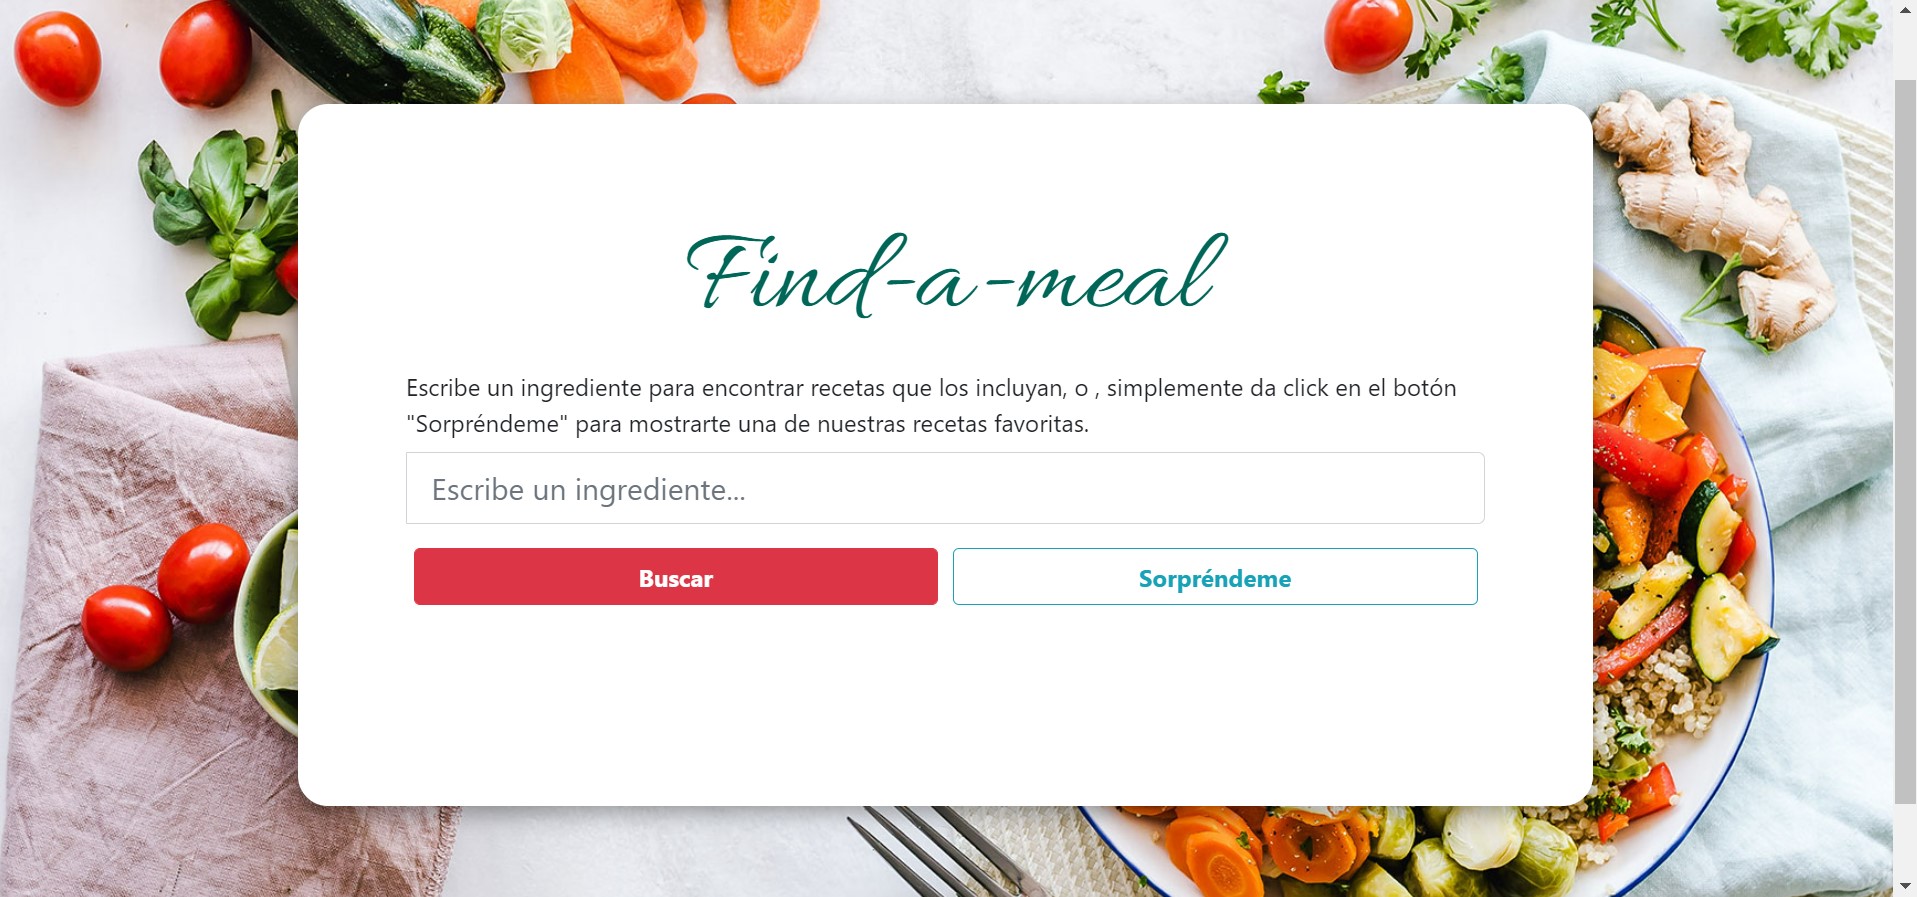 Find-a-meal
Escribe un ingrediente para encontrar recetas que los incluyan, o , simplemente da click en el botón
"Sorpréndeme" para mostrarte una de nuestras recetas favoritas.
Escribe un ingrediente...
Buscar
Sorpréndeme